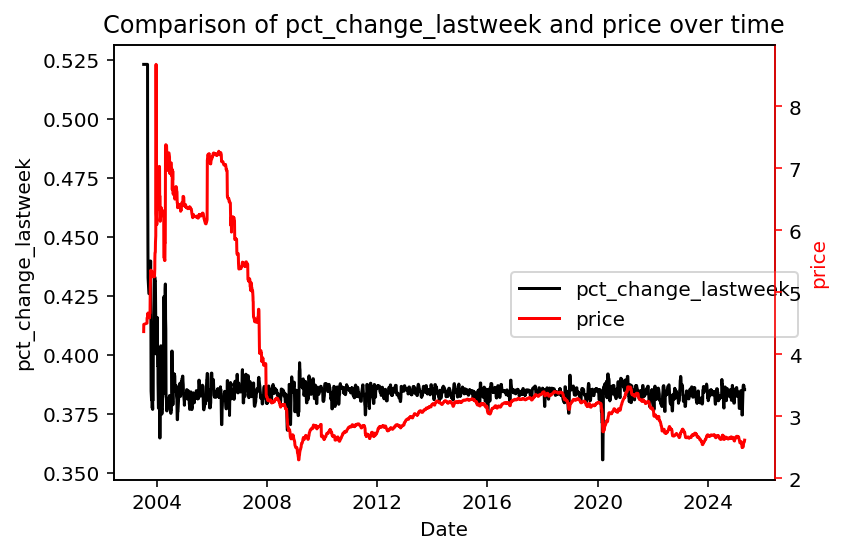 Comparison of pct_change_lastweek and price over time
0.525
0.500
0.475
0.450
0.425
0.400
0.375
0.350
pct_change_lastweek
8
7
6
5
4
3
2
price
pct_change_lastweek
price
2004 2008 2012 2016 2020 2024
Date